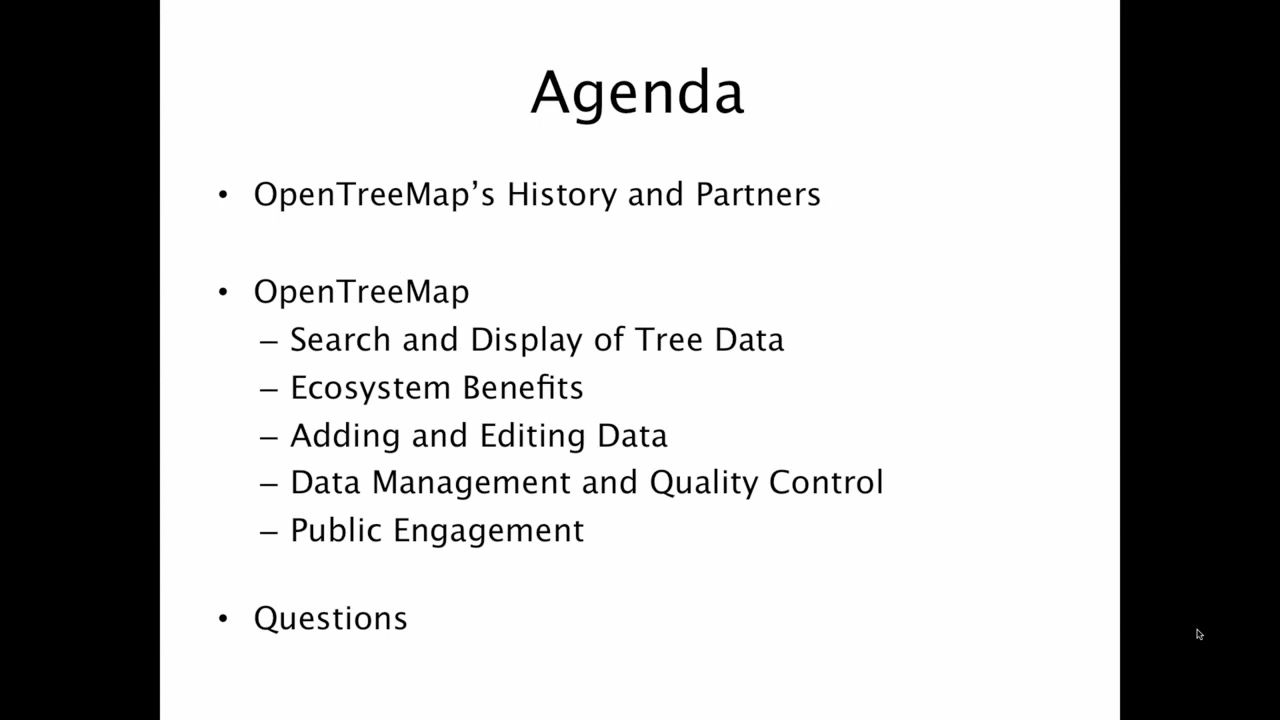 Agenda
• OpenTreeMap’s History and Partners
• OpenTreeMap
– Search and Display of Tree Data
– Ecosystem Benefits
– Adding and Editing Data
– Data Management and Quality Control
– Public Engagement
• Questions